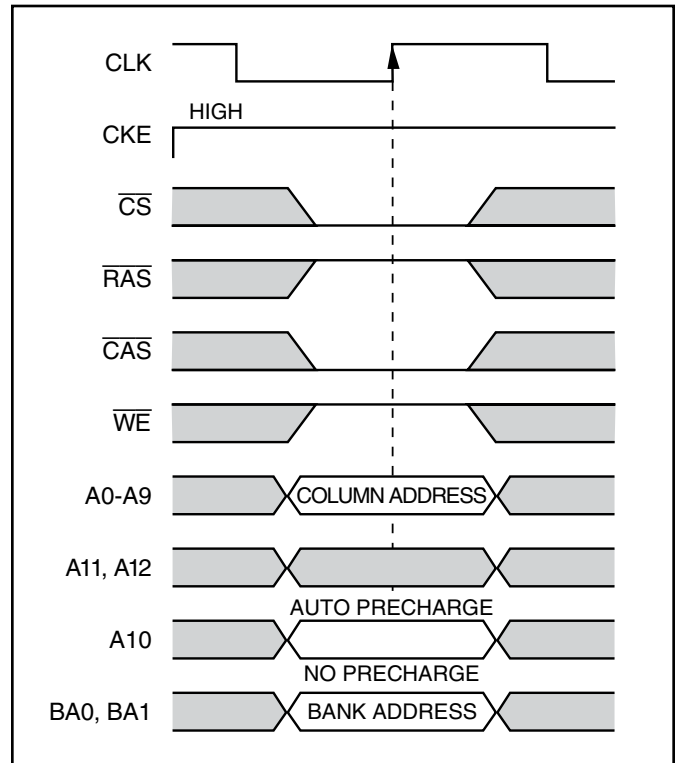 CLK
HIGH
CKE
CS
RAS
CAS
WE
A0-A9 COLUMN ADDRESS
A11, A12
AUTO PRECHARGE
A10
NO PRECHARGE
BA0, BA1 BANK ADDRESS